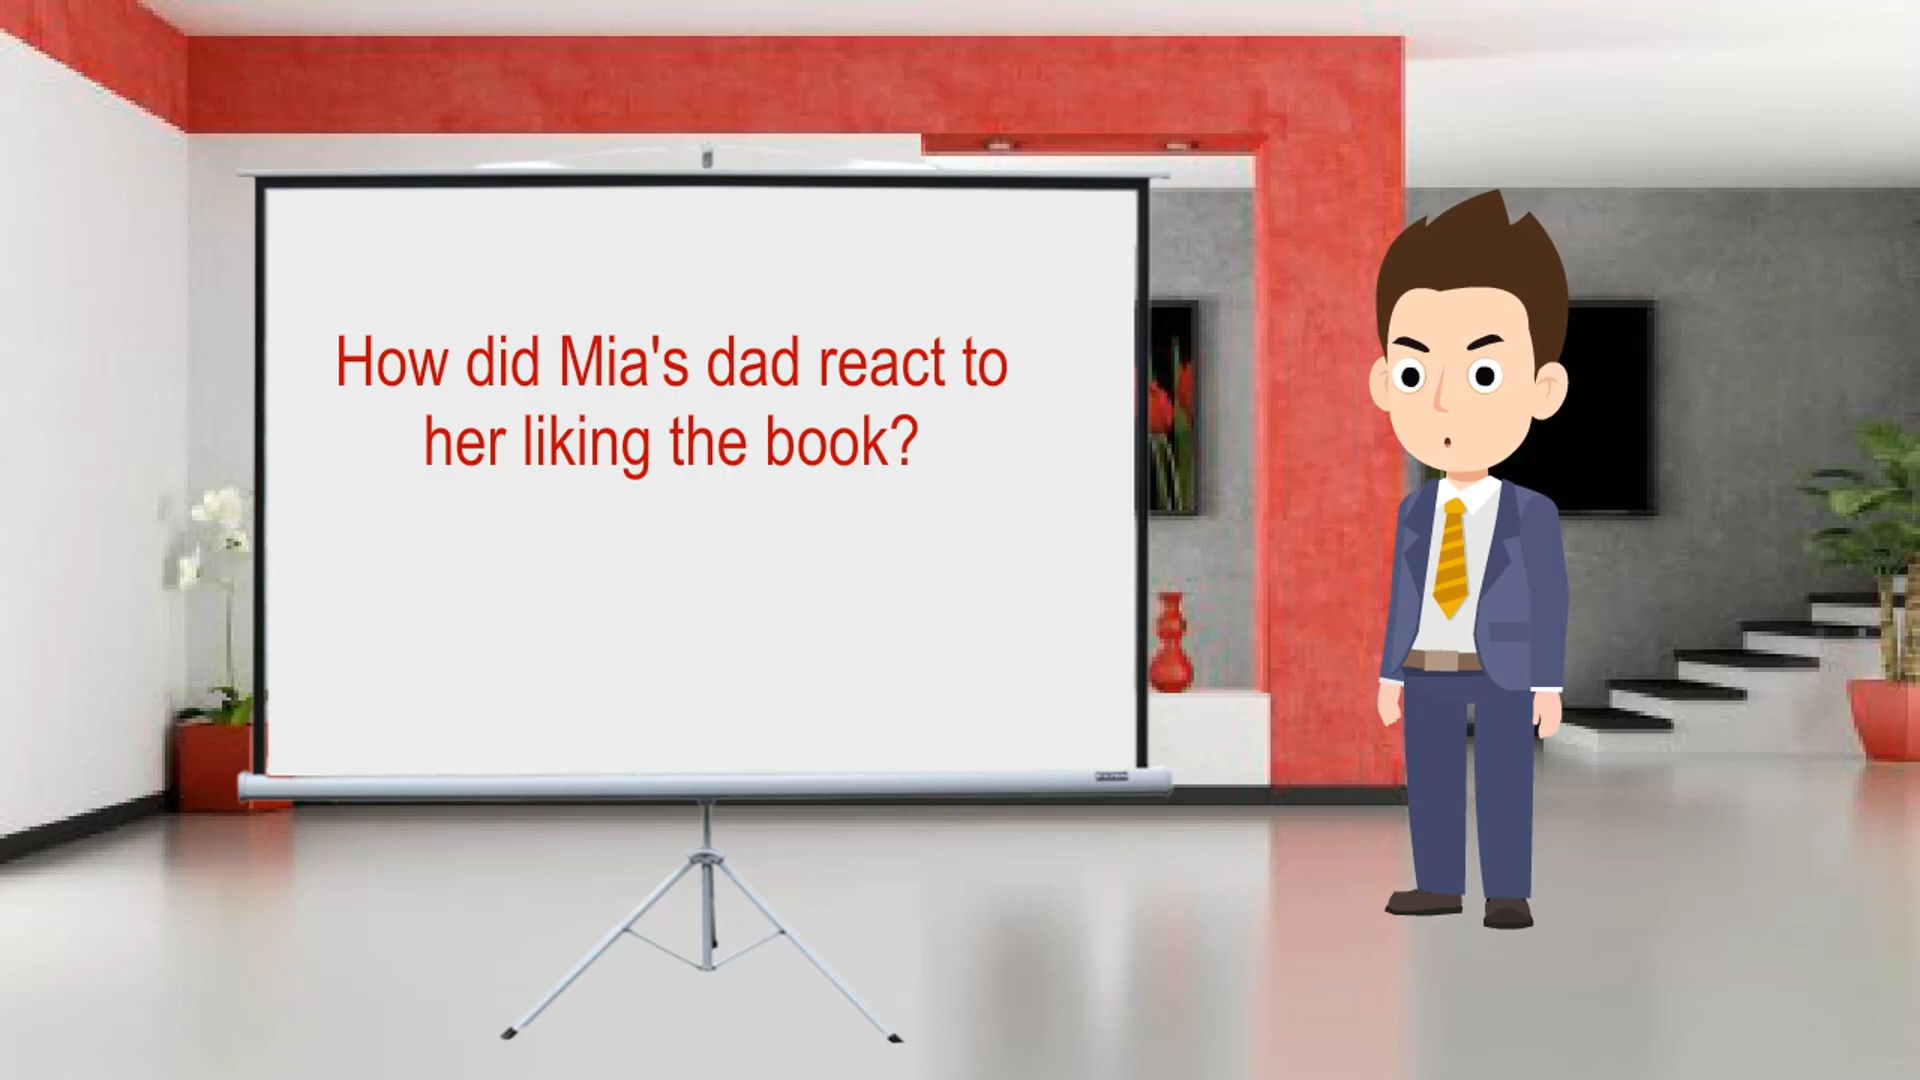 How did Mia's dad react to
her liking the book?